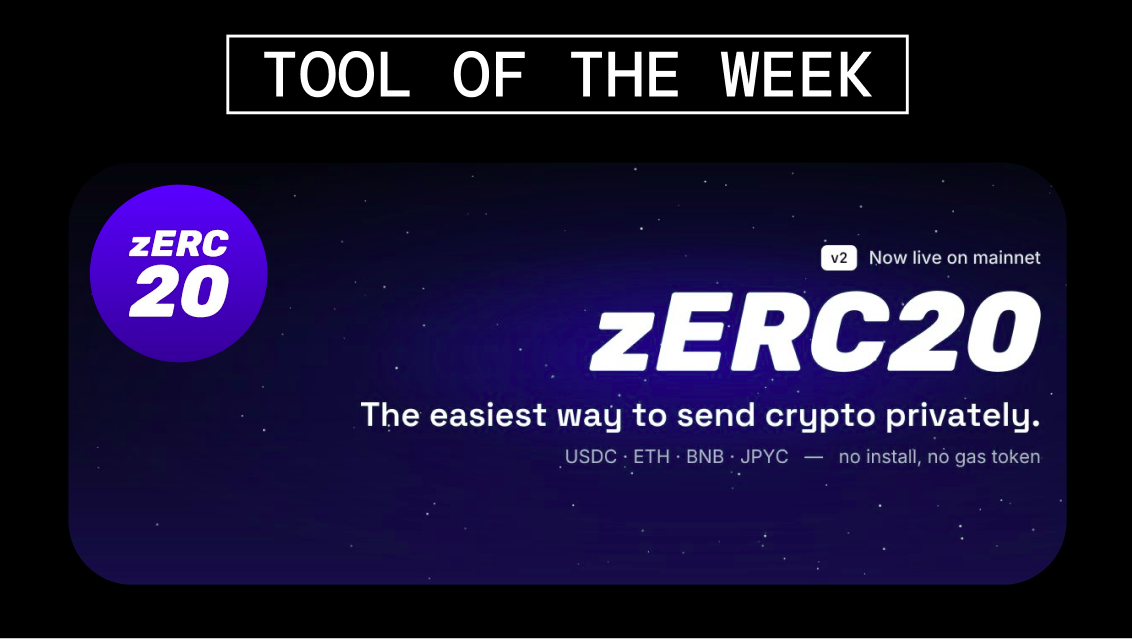 TOOL OF THE WEEK
zERC
20
v2 Now live on mainnet
zERC20
The easiest way to send crypto privately.
USDC · ETH · BNB · JPYC — no install, no gas token